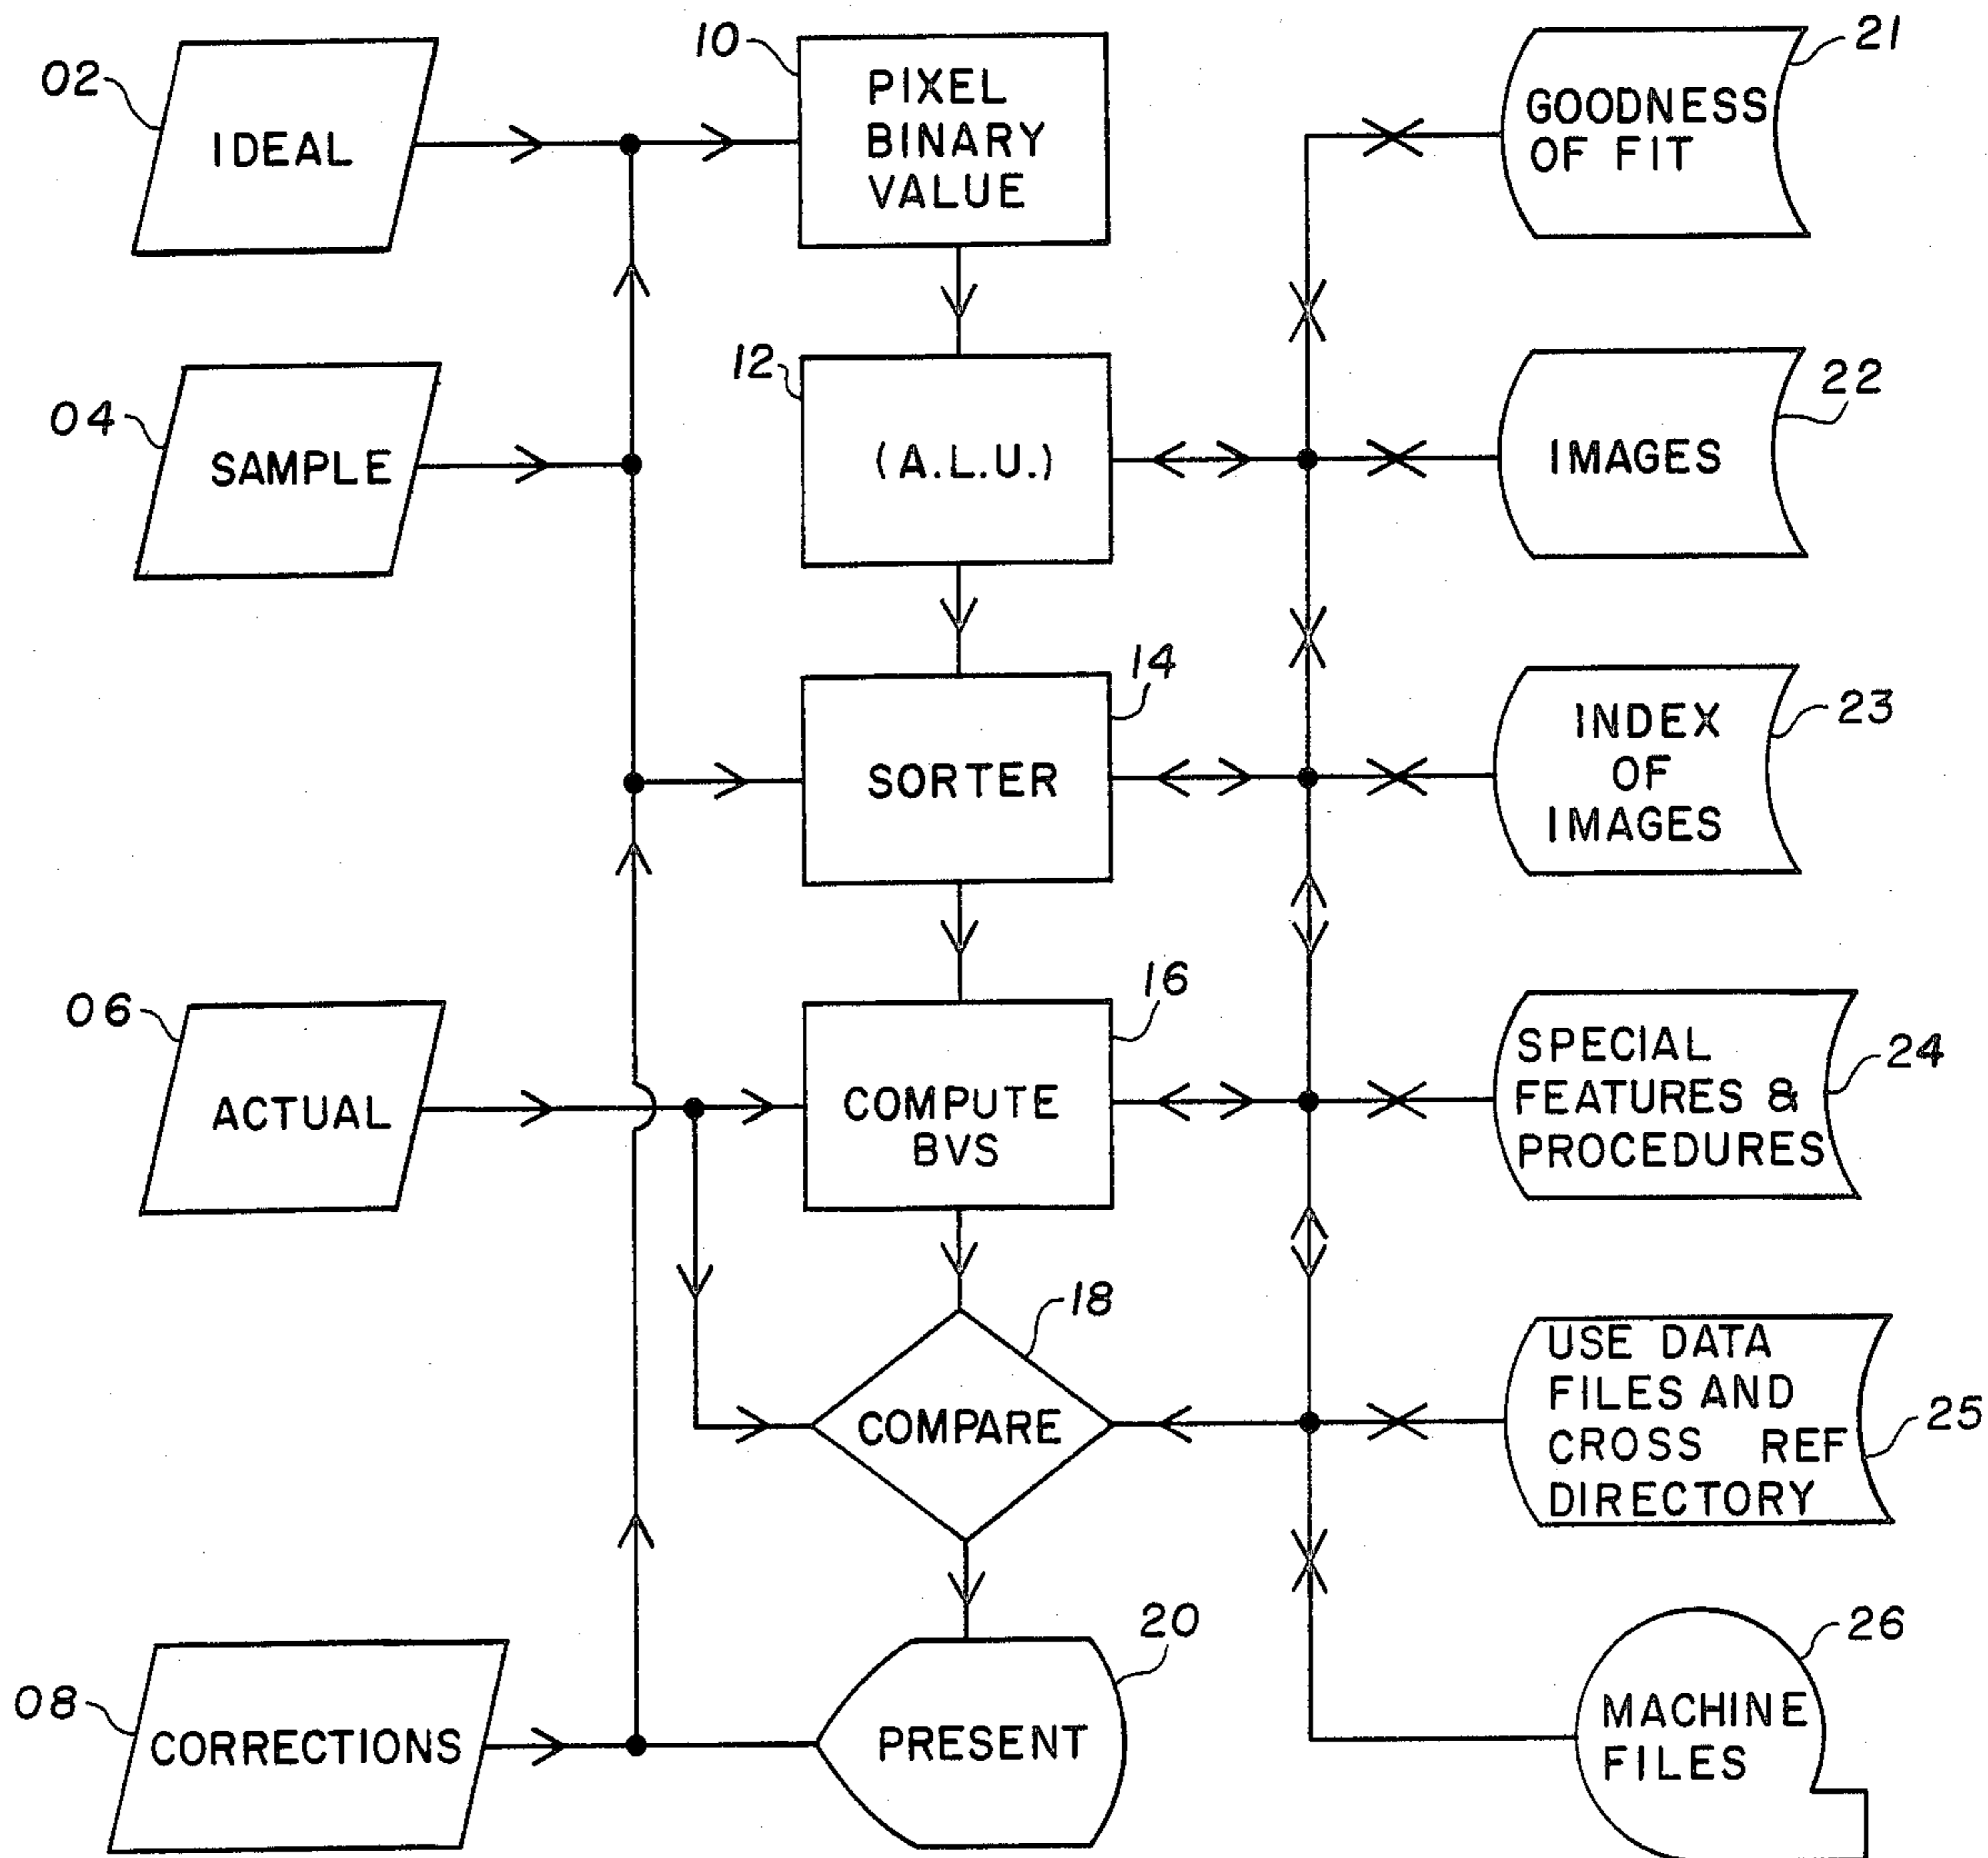 02
IDEAL
10
PIXEL
BINARY
VALUE
21
GOODNESS
OF FIT
04
SAMPLE
12
(A.L.U.)
22
IMAGES
14
SORTER
23
INDEX
OF
IMAGES
06
ACTUAL
16
COMPUTE
BVS
24
SPECIAL
FEATURES &
PROCEDURES
18
COMPARE
25
USE DATA
FILES AND
CROSS REF
DIRECTORY
08
CORRECTIONS
20
PRESENT
26
MACHINE
FILES